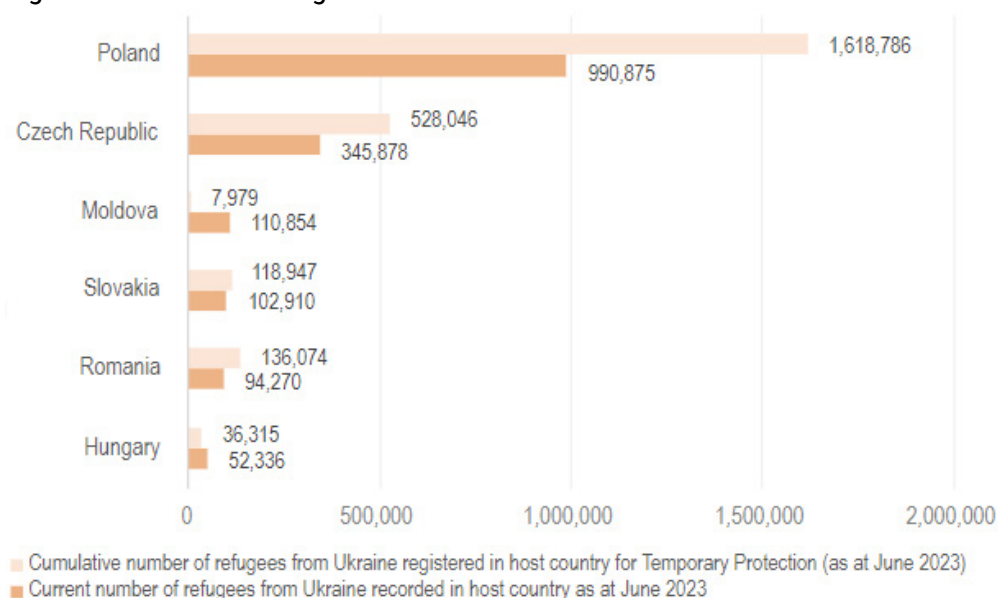 Poland
1,618,786
990,875
Czech Republic
528,046
345,878
Moldova
7,979
110,854
Slovakia
118,947
102,910
Romania
136,074
94,270
Hungary
36,315
52,336
0 500,000 1,000,000 1,500,000 2,000,000
Cumulative number of refugees from Ukraine registered in host country for Temporary Protection (as at June 2023)
Current number of refugees from Ukraine recorded in host country as at June 2023